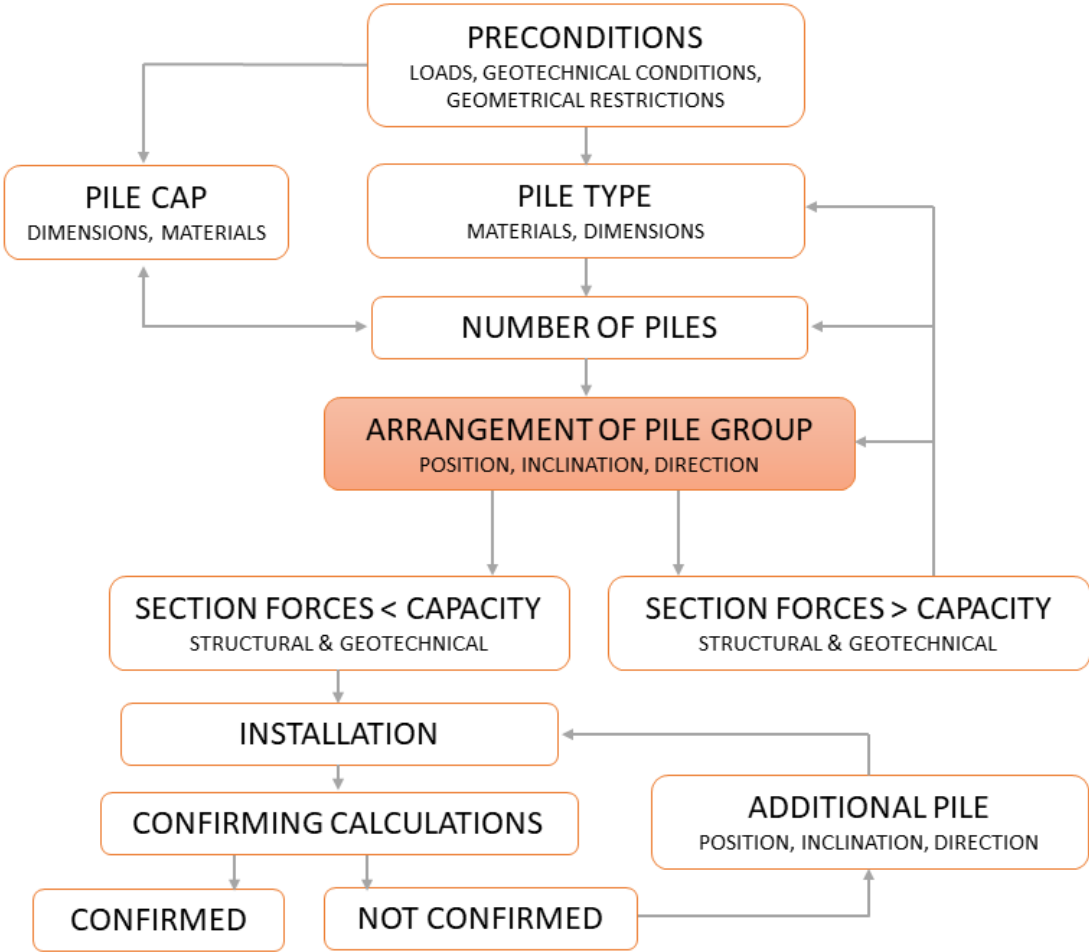 PRECONDITIONS
LOADS, GEOTECHNICAL CONDITIONS,
GEOMETRICAL RESTRICTIONS
PILE CAP
DIMENSIONS, MATERIALS
PILE TYPE
MATERIALS, DIMENSIONS
NUMBER OF PILES
ARRANGEMENT OF PILE GROUP
POSITION, INCLINATION, DIRECTION
SECTION FORCES < CAPACITY
STRUCTURAL & GEOTECHNICAL
SECTION FORCES > CAPACITY
STRUCTURAL & GEOTECHNICAL
INSTALLATION
CONFIRMING CALCULATIONS
ADDITIONAL PILE
POSITION, INCLINATION, DIRECTION
CONFIRMED
NOT CONFIRMED